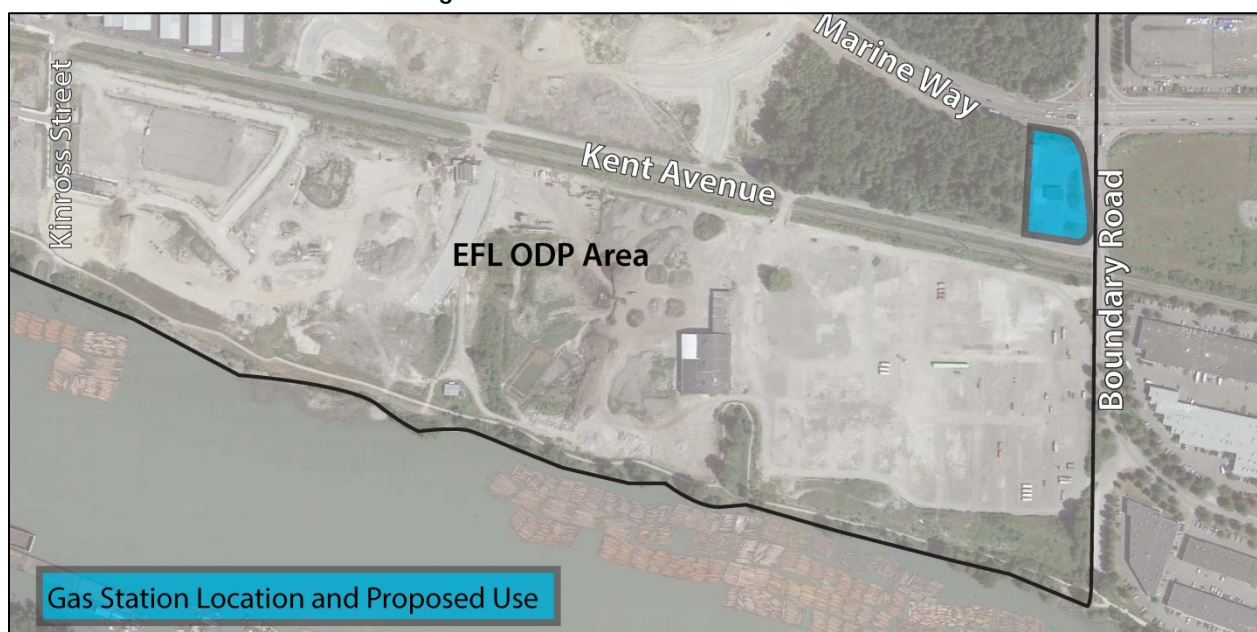 Marine Way
Kinross Street
Kent Avenue
EFL ODP Area
Boundary Road
Gas Station Location and Proposed Use